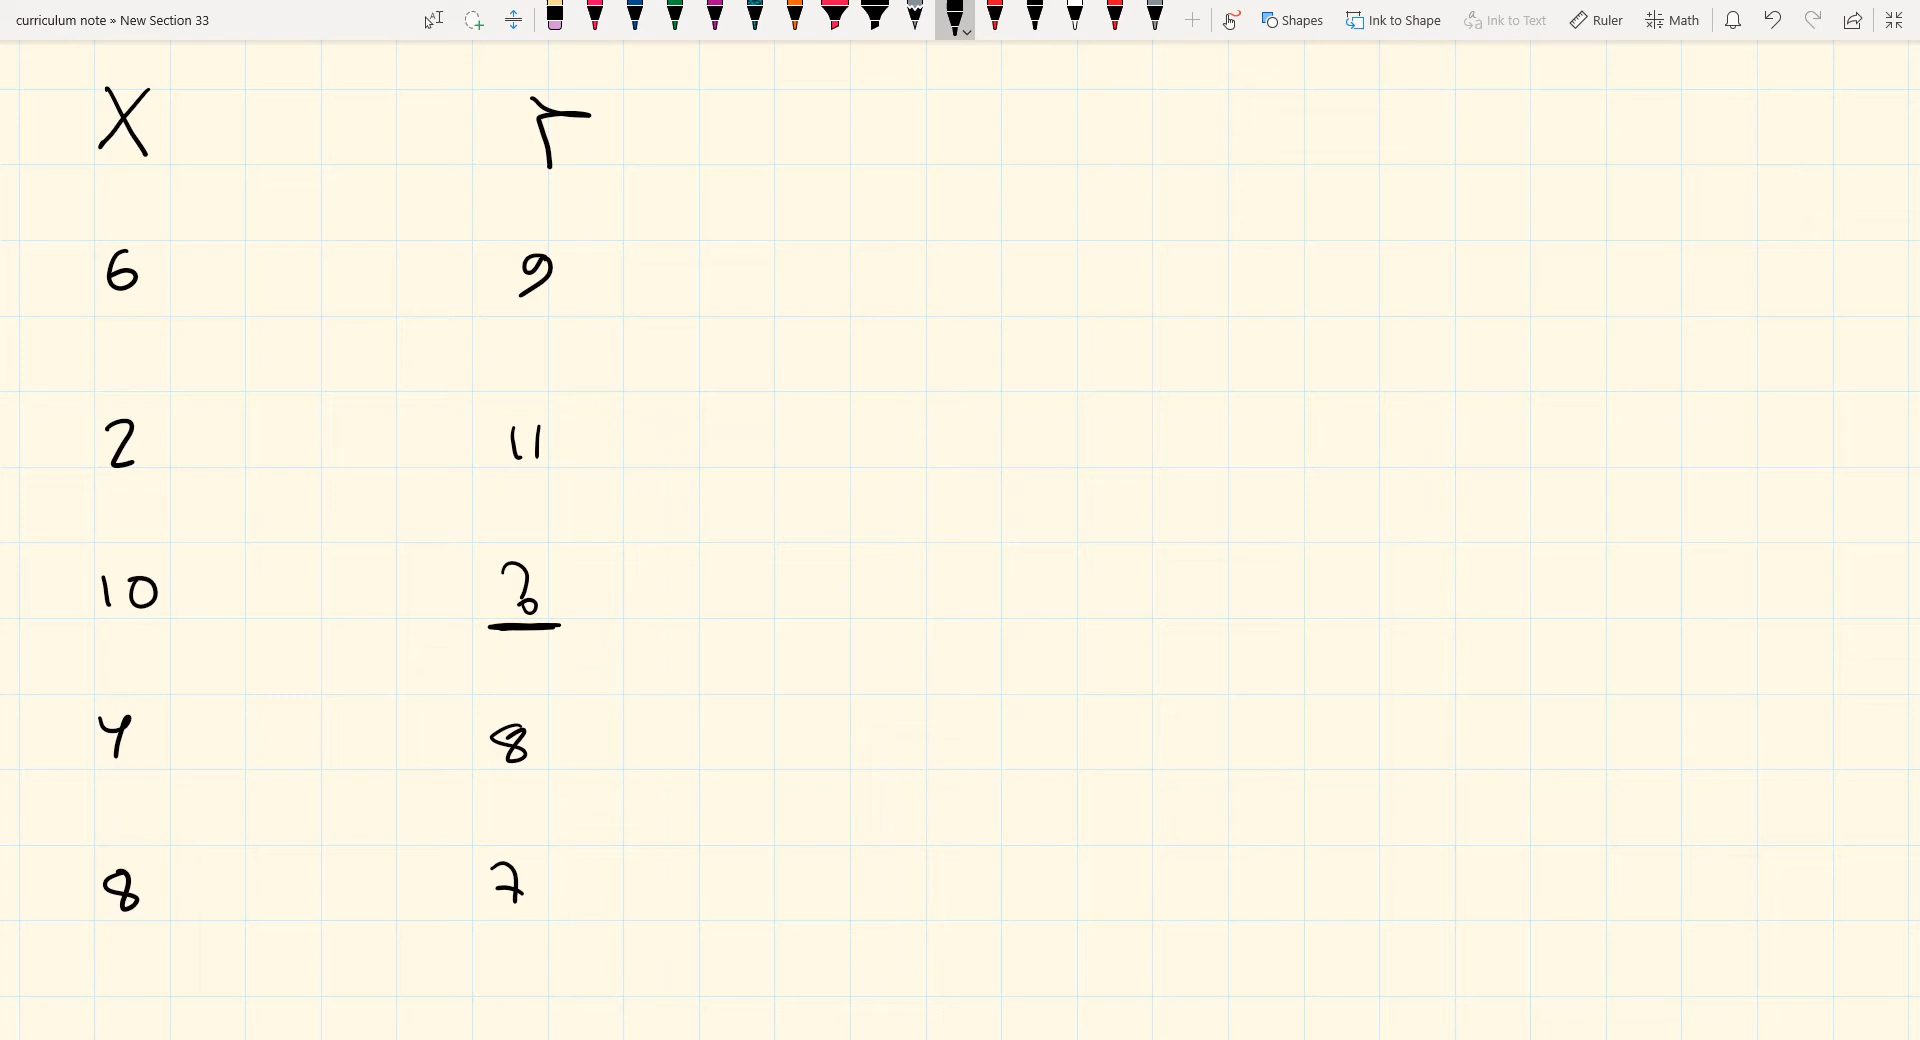 curriculum note » New Section 33 Shapes Ink to Shape Ink to Text Ruler Math
X Y
6 9
2 11
10 ?
4 8
8 7